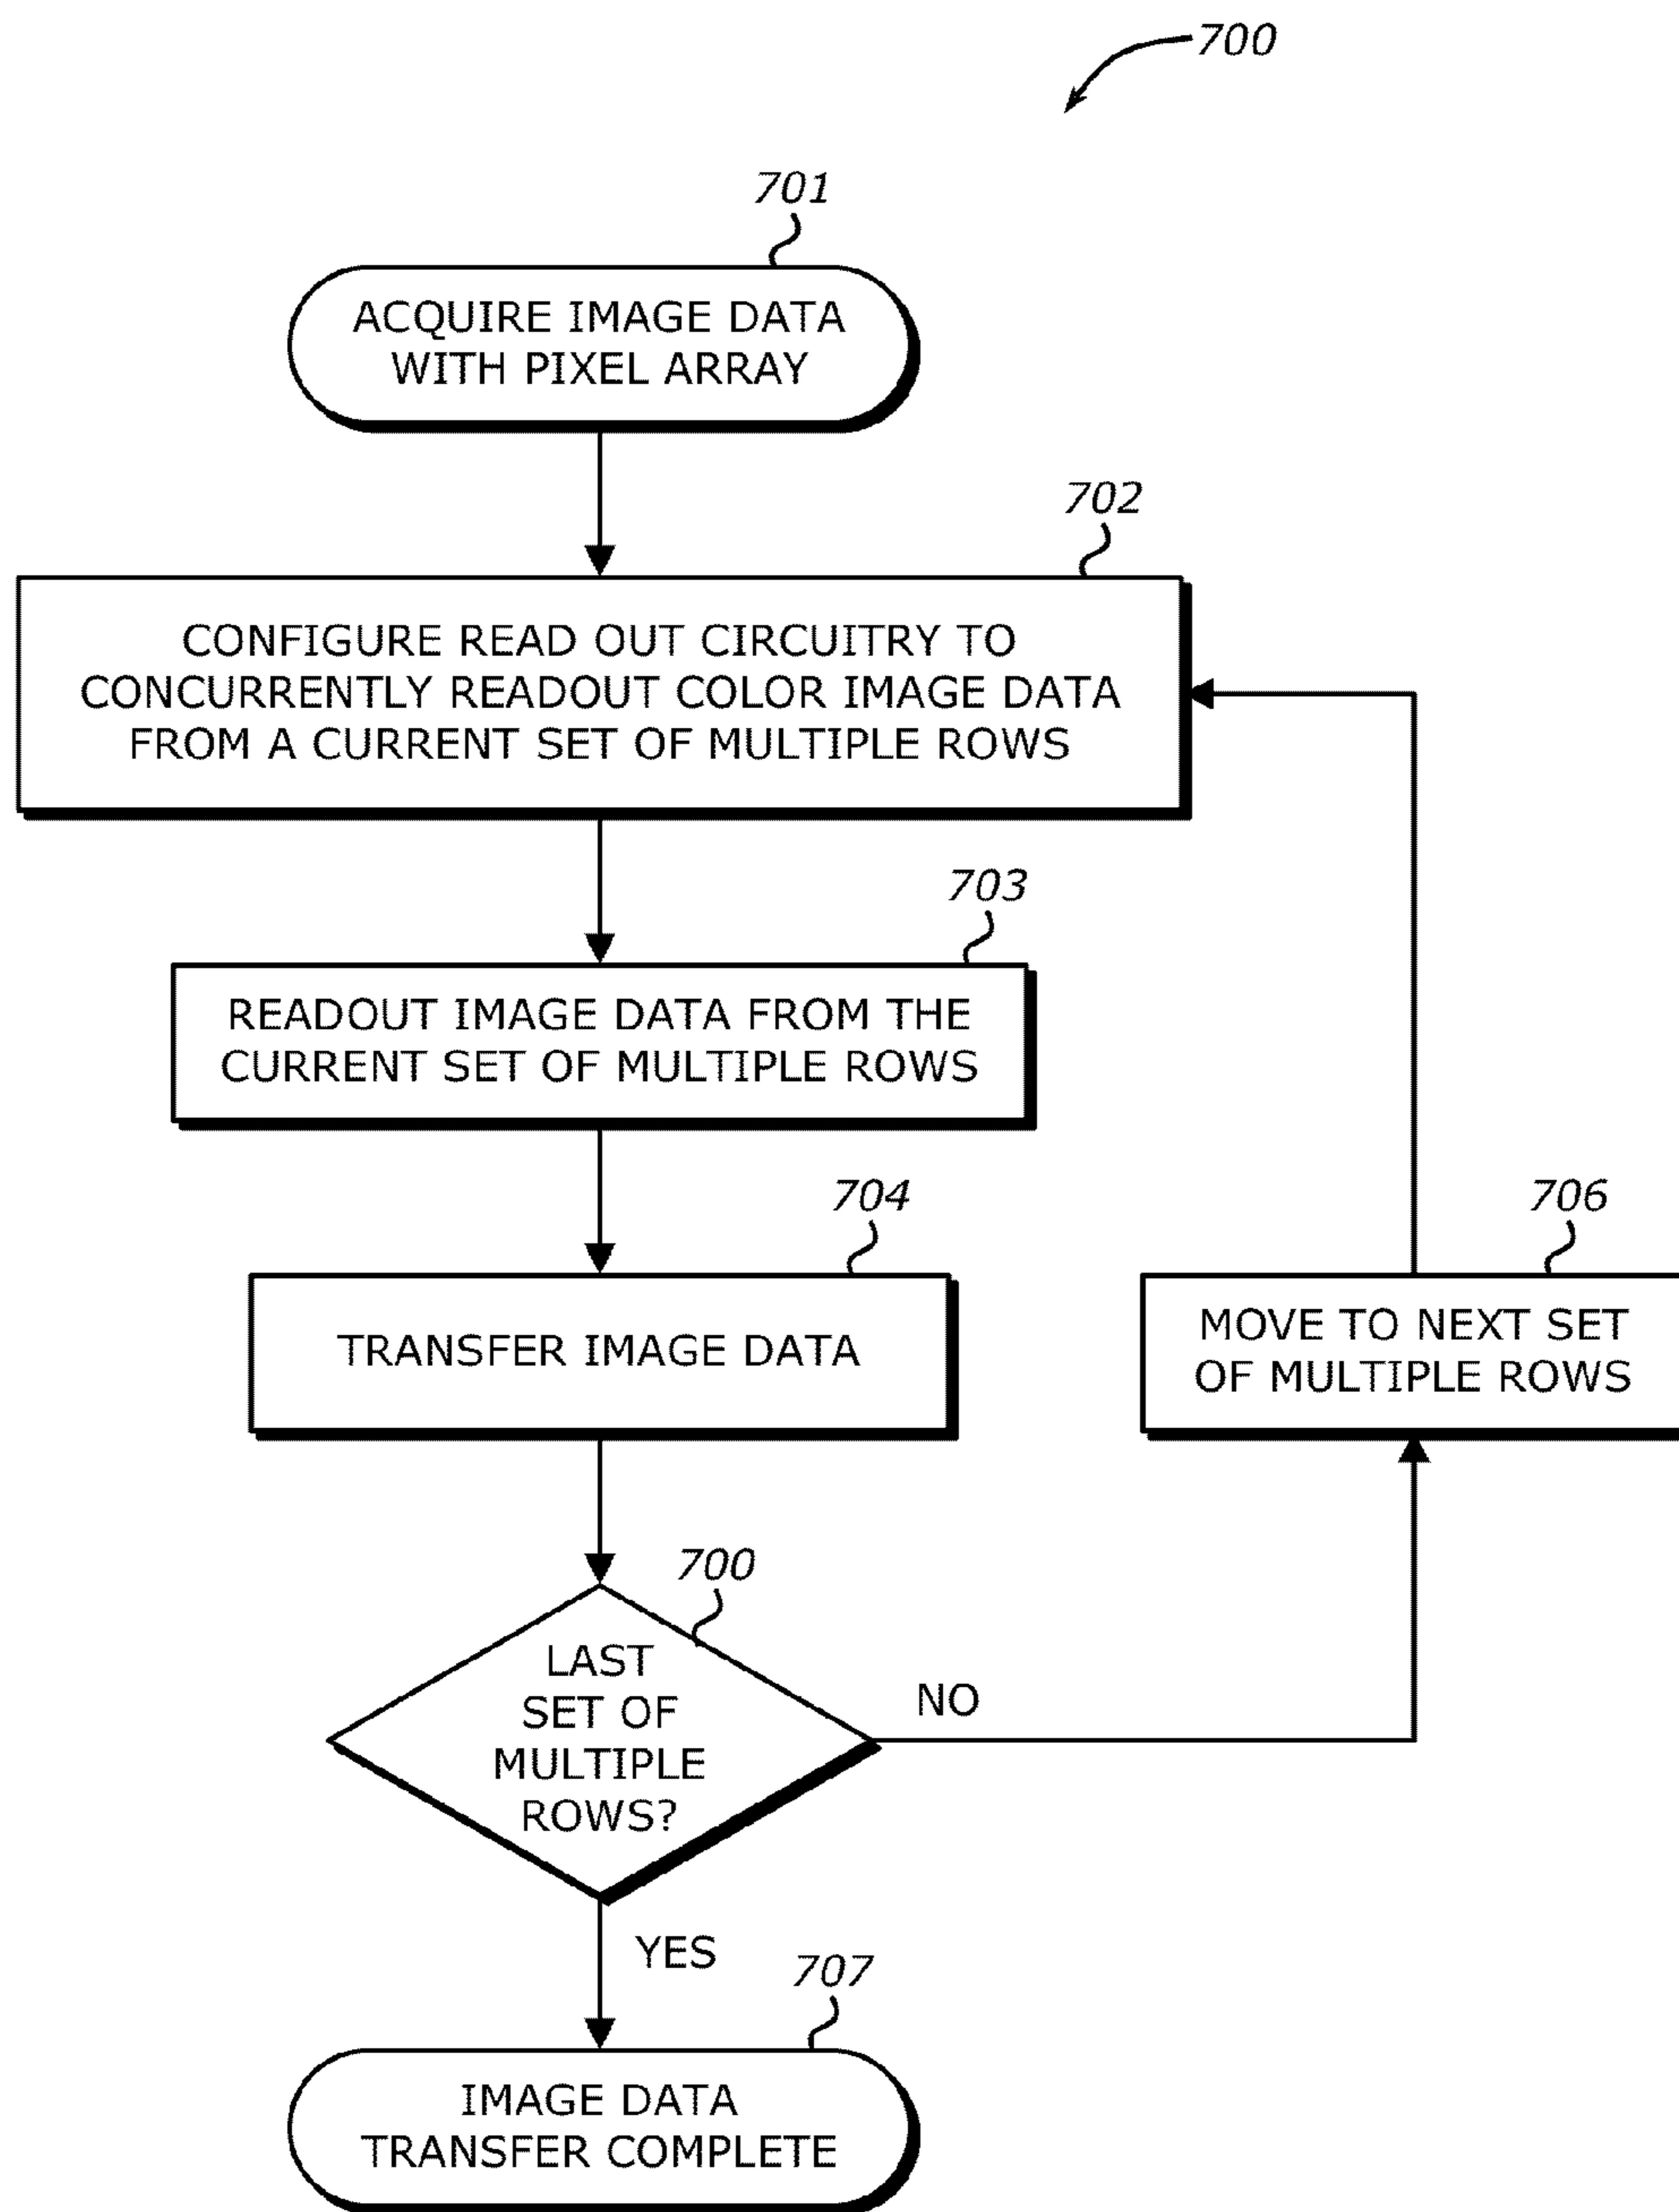 700
701
ACQUIRE IMAGE DATA
WITH PIXEL ARRAY
702
CONFIGURE READ OUT CIRCUITRY TO
CONCURRENTLY READOUT COLOR IMAGE DATA
FROM A CURRENT SET OF MULTIPLE ROWS
703
READOUT IMAGE DATA FROM THE
CURRENT SET OF MULTIPLE ROWS
704
TRANSFER IMAGE DATA
706
MOVE TO NEXT SET
OF MULTIPLE ROWS
700
LAST
SET OF
MULTIPLE
ROWS?
NO
YES
707
IMAGE DATA
TRANSFER COMPLETE